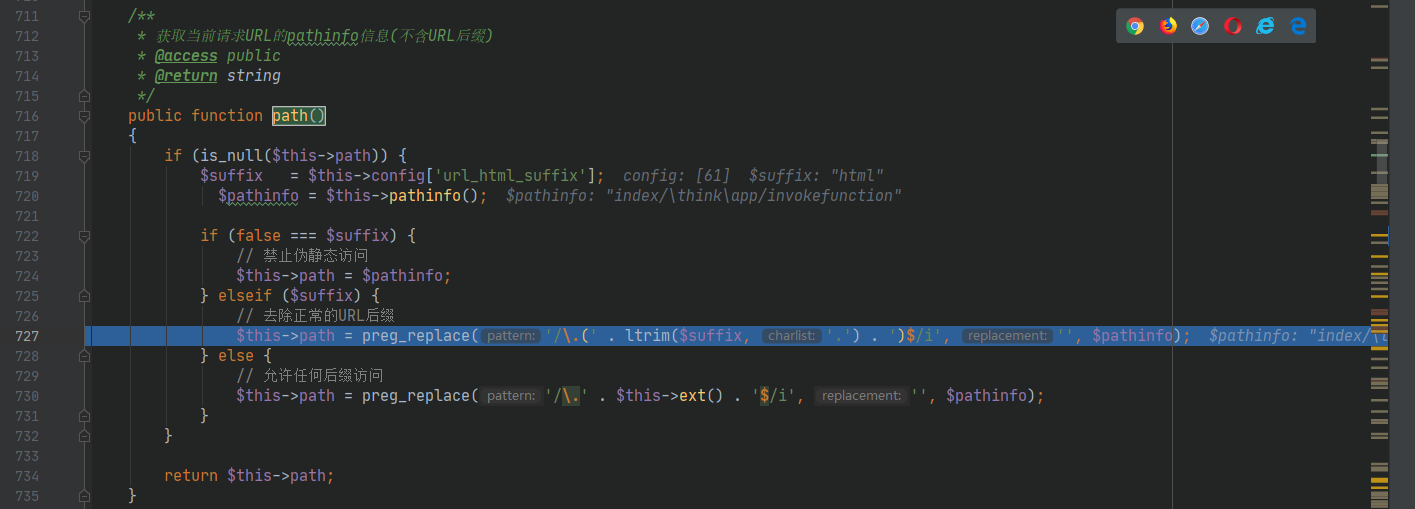 711 /**
712 * 获取当前请求URL的pathinfo信息(不含URL后缀)
713 * @access public
714 * @return string
715 */
716 public function path()
717 {
718 if (is_null($this->path)) {
719 $suffix   = $this->config['url_html_suffix'];  config: [61]  $suffix: "html"
720 $pathinfo = $this->pathinfo();  $pathinfo: "index/\think\app/invokefunction"
721
722 if (false === $suffix) {
723 // 禁止伪静态访问
724 $this->path = $pathinfo;
725 } elseif ($suffix) {
726 // 去除正常的URL后缀
727 $this->path = preg_replace( pattern: '/\.(' . ltrim($suffix, charlist: '.') . ')$/i', replacement: '', $pathinfo);  $pathinfo: "index/\t
728 } else {
729 // 允许任何后缀访问
730 $this->path = preg_replace( pattern: '/\.' . $this->ext() . '$/i', replacement: '', $pathinfo);
731 }
732 }
733
734 return $this->path;
735 }